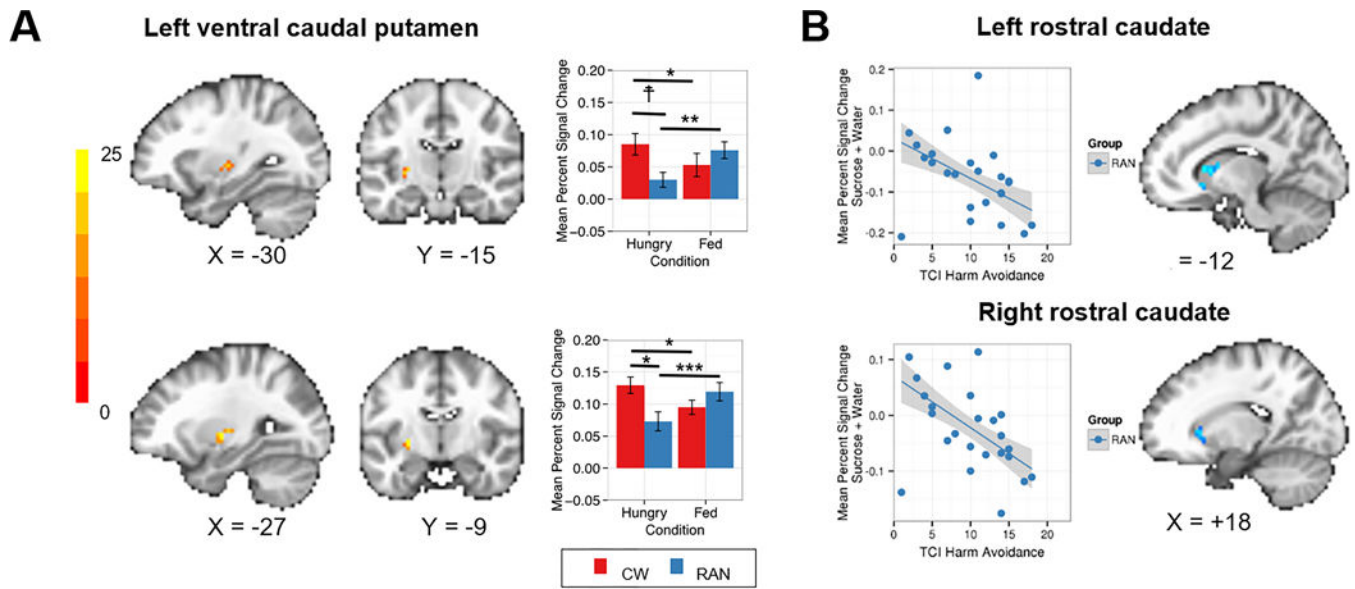 A
Left ventral caudal putamen
25
0
X = -30
Y = -15
Mean Percent Signal Change
0.20
0.15
0.10
0.05
0.00
−0.05
*
†
**
Hungry
Fed
Condition
X = -27
Y = -9
Mean Percent Signal Change
0.20
0.15
0.10
0.05
0.00
−0.05
*
*
***
Hungry
Fed
Condition
CW
RAN
B
Left rostral caudate
Mean Percent Signal Change
Sucrose + Water
0.2
0.1
0.0
-0.1
-0.2
0
5
10
15
20
TCI Harm Avoidance
Group
RAN
= -12
Right rostral caudate
Mean Percent Signal Change
Sucrose + Water
0.1
0.0
-0.1
0
5
10
15
20
TCI Harm Avoidance
Group
RAN
X = +18